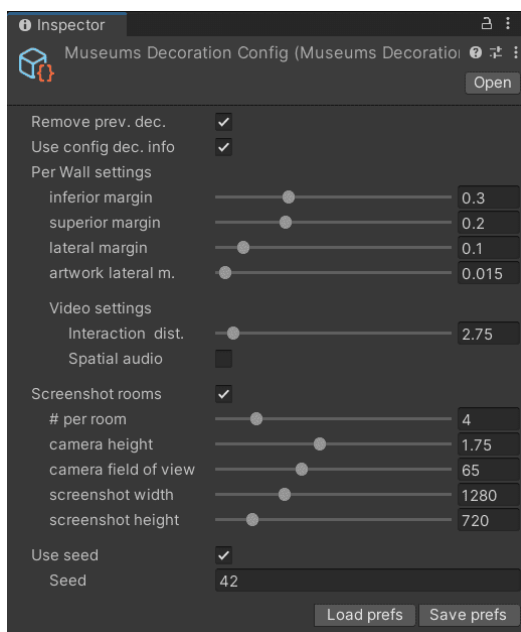 Inspector
Museums Decoration Config (Museums Decoration
Open
Remove prev. dec.
Use config dec. info
Per Wall settings
inferior margin 0.3
superior margin 0.2
lateral margin 0.1
artwork lateral m. 0.015
Video settings
Interaction dist. 2.75
Spatial audio
Screenshot rooms
# per room 4
camera height 1.75
camera field of view 65
screenshot width 1280
screenshot height 720
Use seed
Seed 42
Load prefs Save prefs